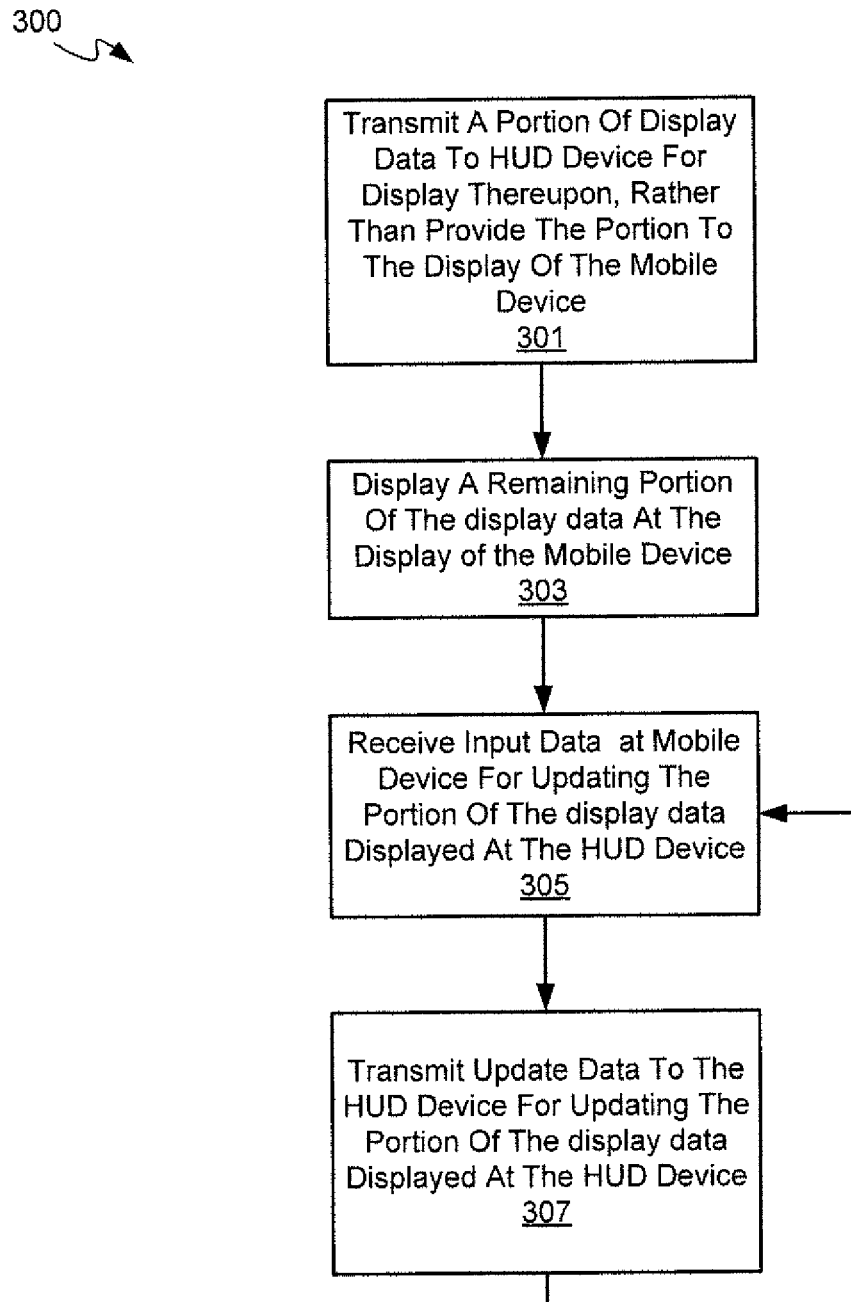 300
Transmit A Portion Of Display
Data To HUD Device For
Display Thereupon, Rather
Than Provide The Portion To
The Display Of The Mobile
Device
301
Display A Remaining Portion
Of The display data At The
Display of the Mobile Device
303
Receive Input Data at Mobile
Device For Updating The
Portion Of The display data
Displayed At The HUD Device
305
Transmit Update Data To The
HUD Device For Updating The
Portion Of The display data
Displayed At The HUD Device
307